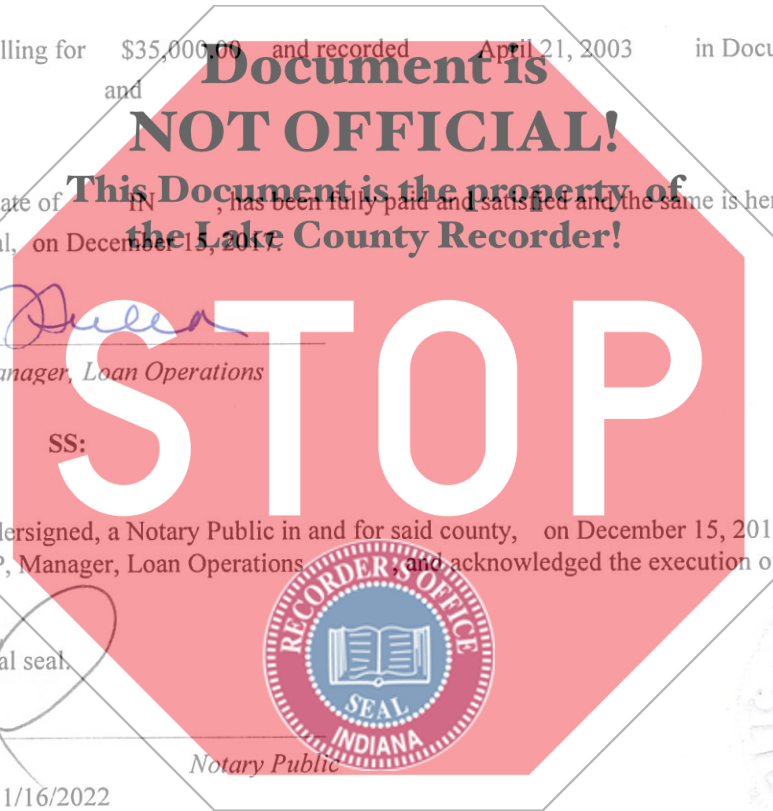 lling for $35,000.00 and recorded April 21, 2003 in Docu
Document is
and
NOT OFFICIAL!
This Document is the property of
ate of IN , has been fully paid and satisfied and the same is her
the Lake County Recorder!
al, on December 15, 2017.
anager, Loan Operations
STOP
SS:
dersigned, a Notary Public in and for said county, on December 15, 201
P, Manager, Loan Operations , and acknowledged the execution o
RECORDER'S OFFICE
SEAL
INDIANA
al seal.
Notary Public
1/16/2022